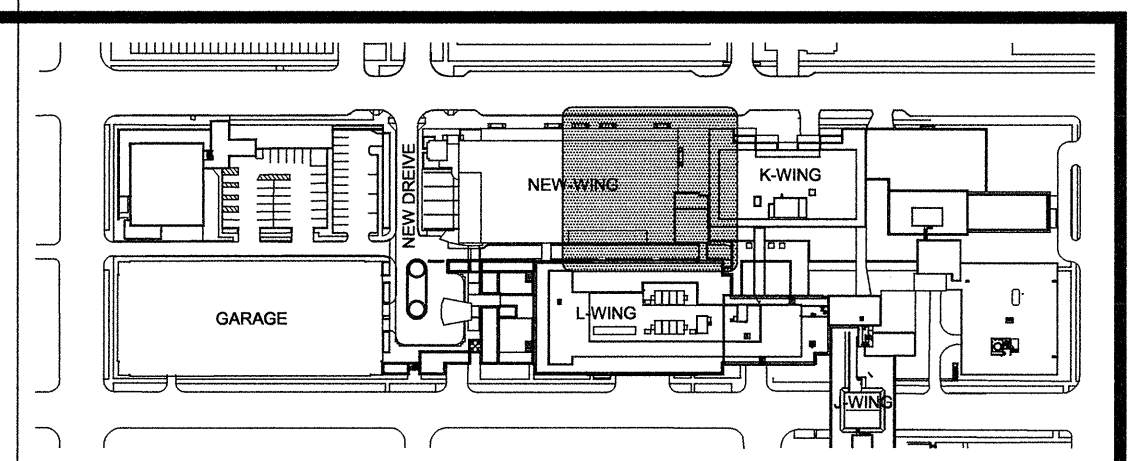 NEW DREIVE
NEW-WING
K-WING
GARAGE
L-WING
J-WING